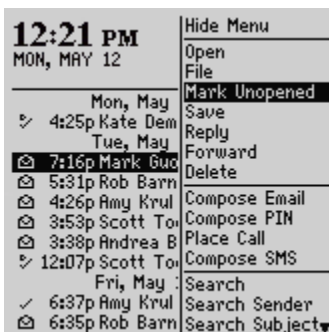 12:21 PM
MON, MAY 12
Mon, May
4:25p Kate Dem
Tue, May
7:16p Mark Guo
5:31p Rob Barn
4:26p Amy Krul
3:53p Scott To
3:38p Andrea B
12:07p Scott To
Fri, May
6:37p Amy Krul
6:35p Rob Barn
Hide Menu
Open
File
Mark Unopened
Save
Reply
Forward
Delete
Compose Email
Compose PIN
Place Call
Compose SMS
Search
Search Sender
Search Subject